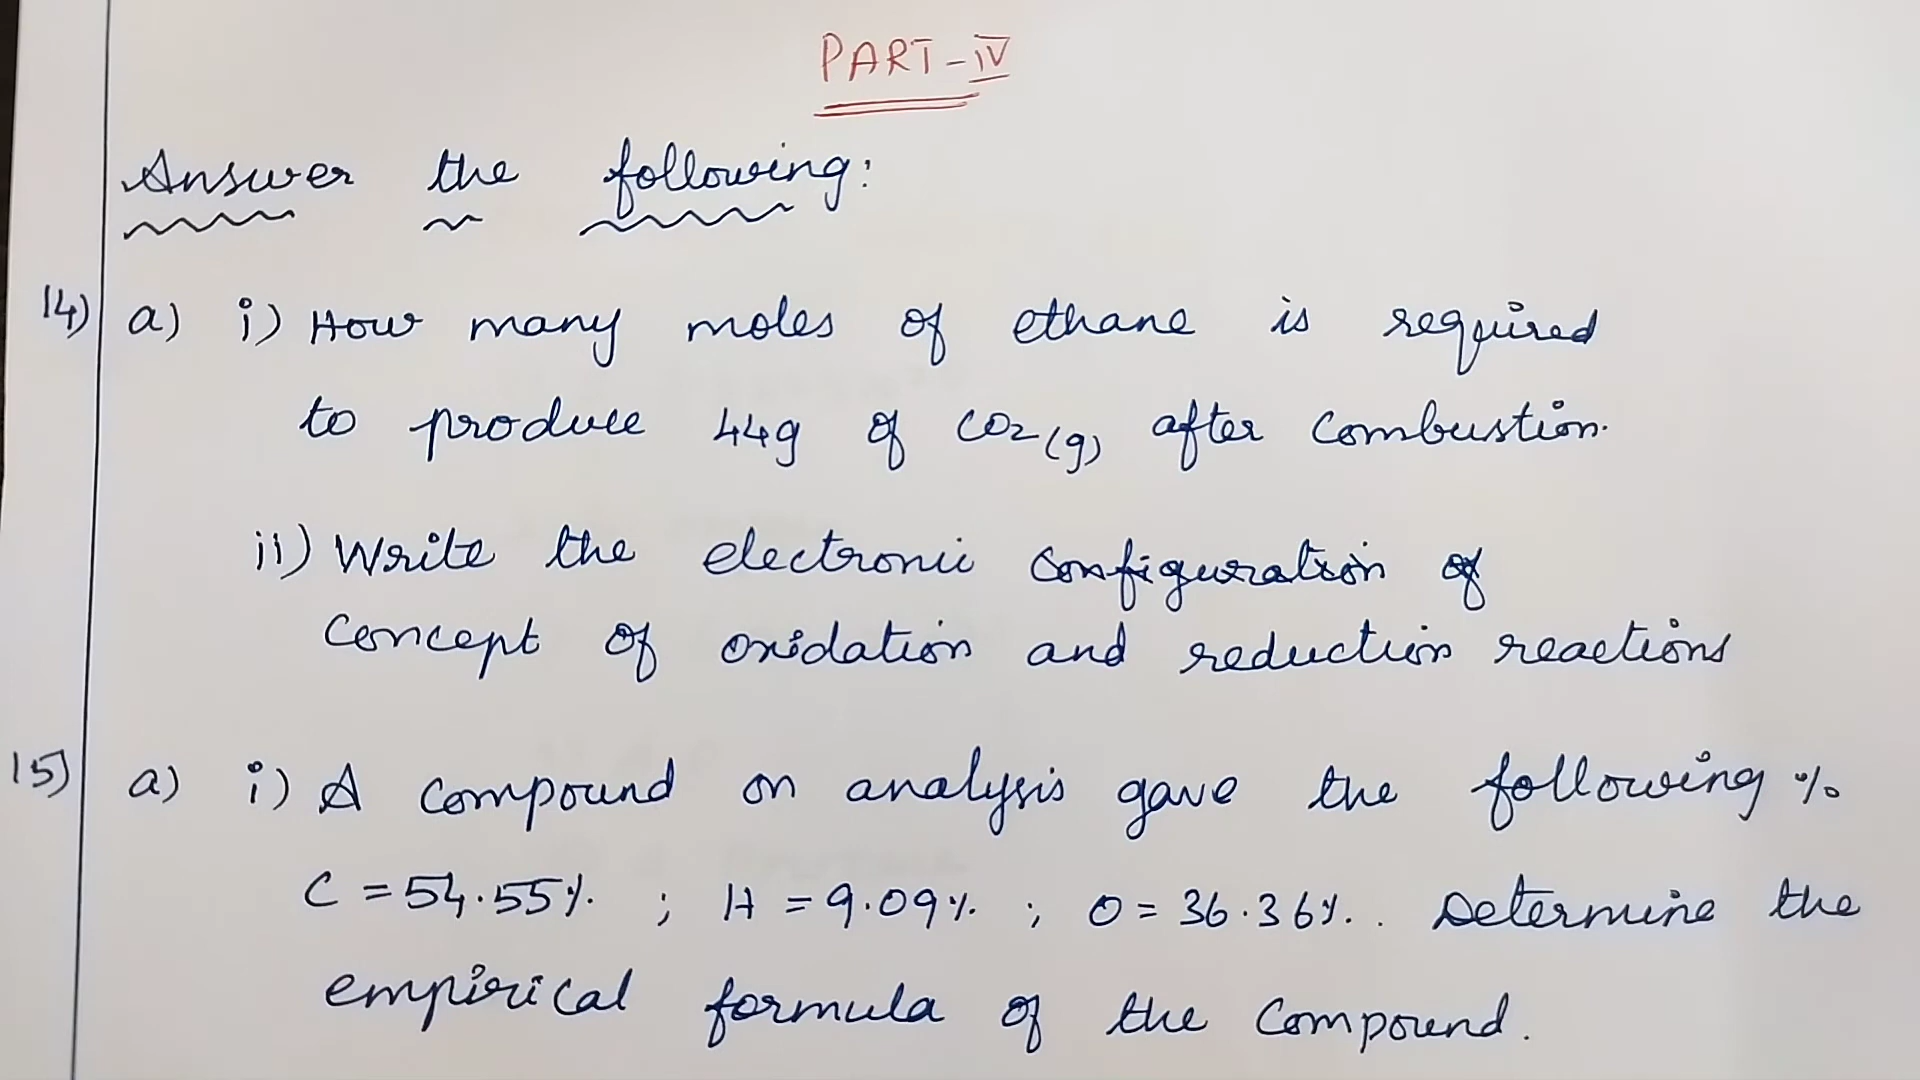 PART-IV
Answer the following:
14) a) i) How many moles of ethane is required
to produce 44g of CO2(g) after combustion.
ii) Write the electronic configuration of
concept of oxidation and reduction reactions
15) a) i) A compound on analysis gave the following %
C = 54.55% ; H = 9.09% ; O = 36.36%. Determine the
empirical formula of the compound.